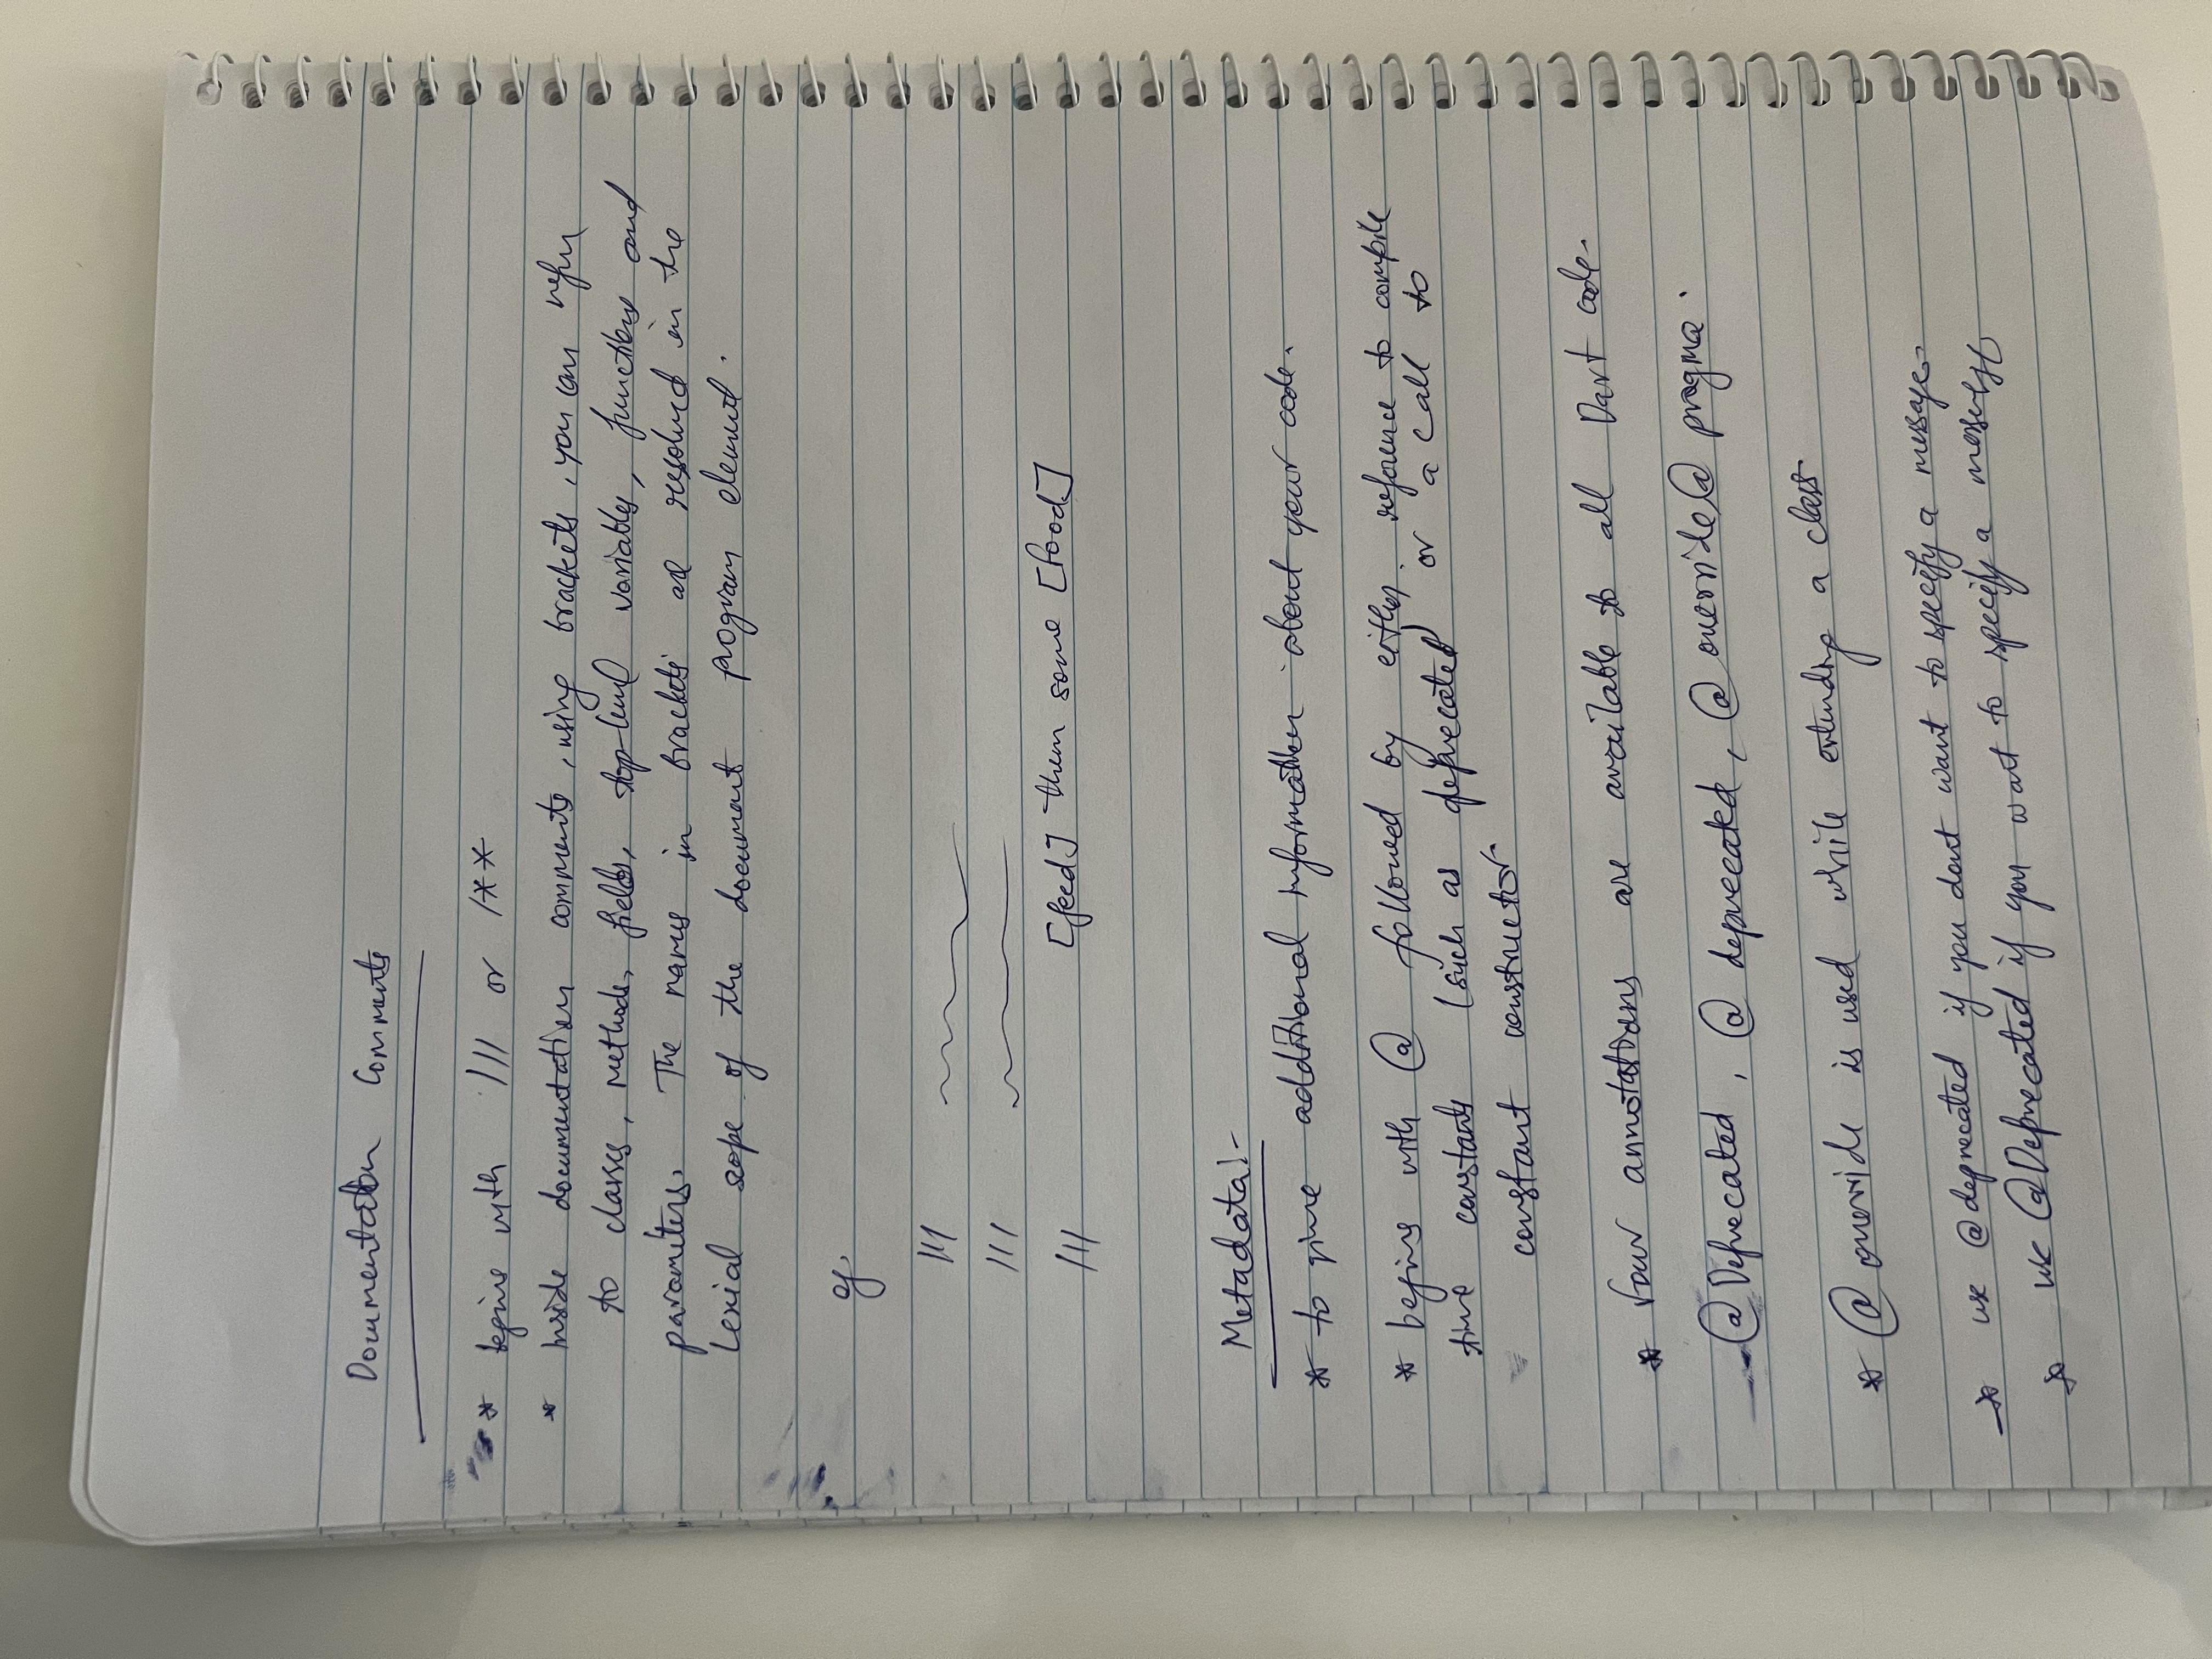 Documentation Comments
* begins with /// or /**
* Inside documentation comments, using brackets, you can refer
to classes, methods, fields, top-level variables, functions and
parameters. The names in brackets are resolved in the
Lexial scope of the document program element.
eg.
///
///
/// [feed] them some [food]
Metadata:-
* to give additional information about your code.
* begins with @ followed by either reference to compile
time constants (such as deprecated) or a call to
constant constructor
* four annotations are available to all Dart code.
@Deprecated, @deprecated, @override @pragma.
* @override is used while extending a class
* use @deprecated if you dont want to specify a message.
* use @Deprecated if you want to specify a message